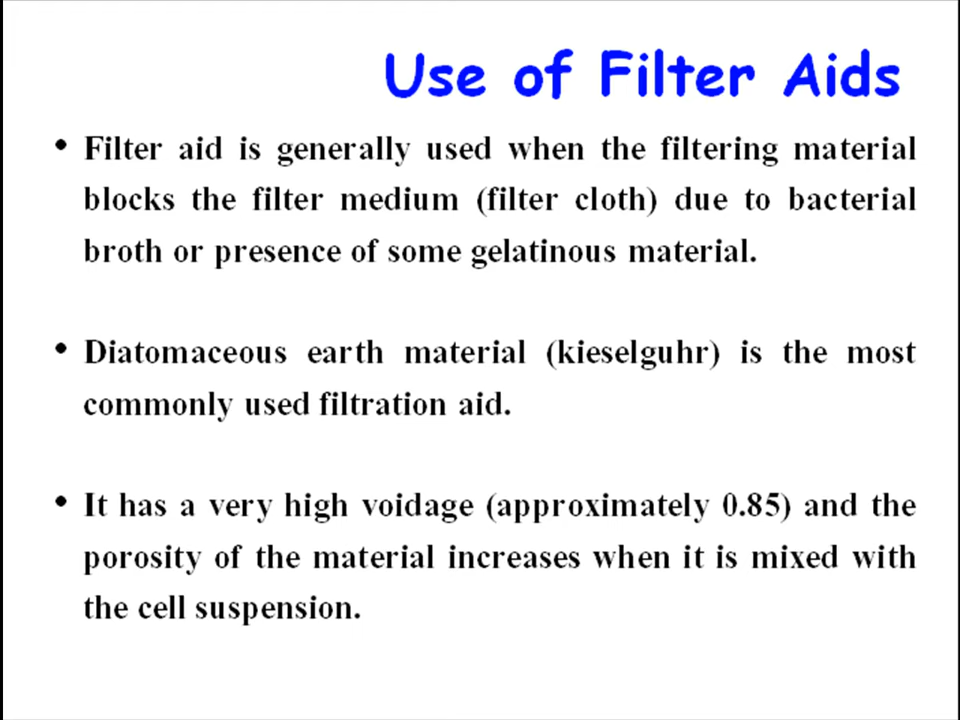 Use of Filter Aids
• Filter aid is generally used when the filtering material
blocks the filter medium (filter cloth) due to bacterial
broth or presence of some gelatinous material.
• Diatomaceous earth material (kieselguhr) is the most
commonly used filtration aid.
• It has a very high voidage (approximately 0.85) and the
porosity of the material increases when it is mixed with
the cell suspension.